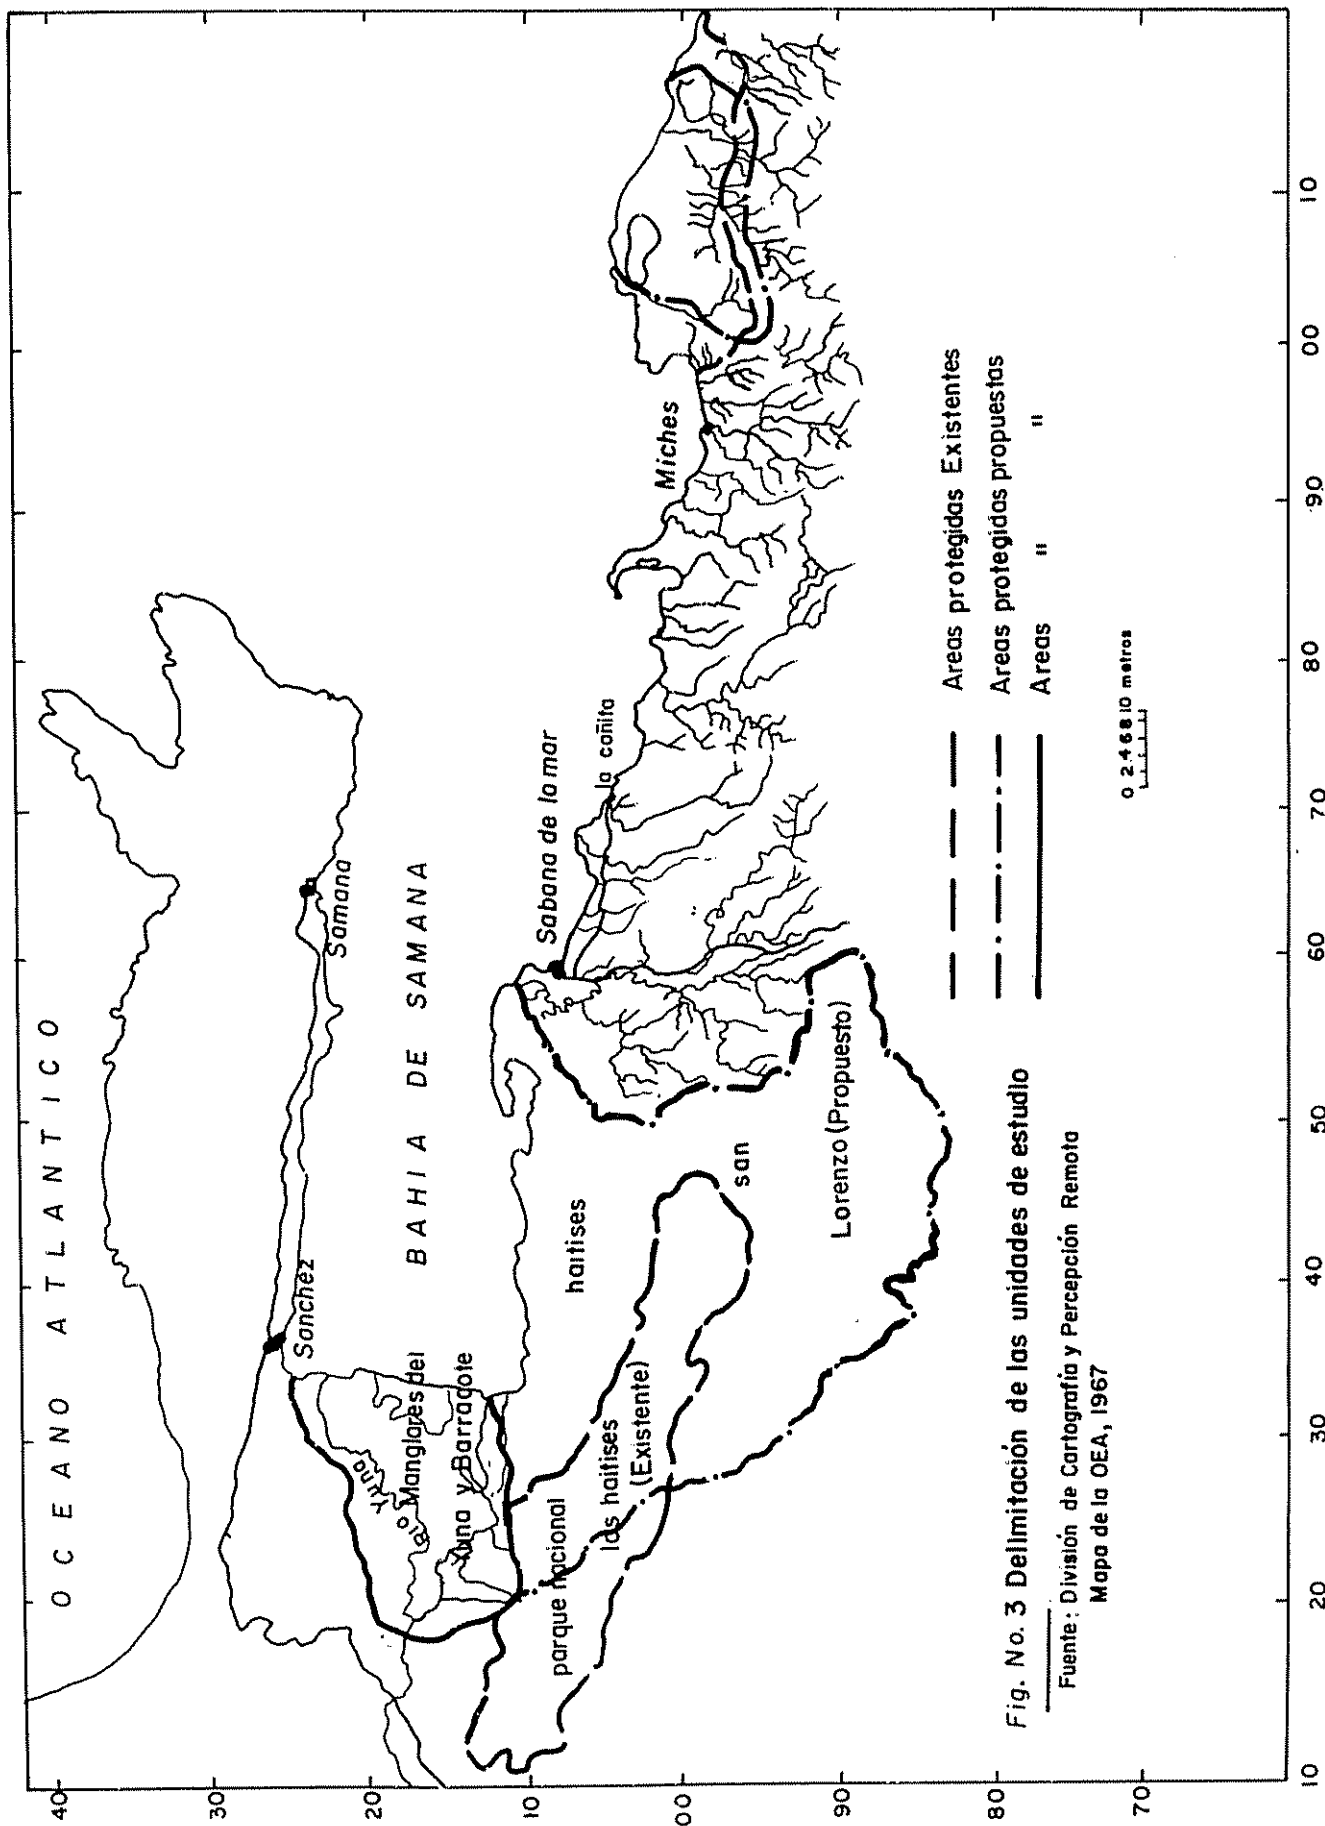 OCEANO ATLANTICO
Sanchez
Samana
BAHIA DE SAMANA
Rio Yuna
Manglares del
Yuna y Barracote
Sabana de la mar
la cañita
Miches
haitises
parque nacional
los haitises
(Existente)
san
Lorenzo (Propuesto)
Areas protegidas Existentes
Areas protegidas propuestas
Areas " "
0 2 4 6 8 10 metros
Fig. No. 3 Delimitación de las unidades de estudio
Fuente: División de Cartografía y Percepción Remota
Mapa de la OEA, 1967
40
30
20
10
00
90
80
70
10
20
30
40
50
60
70
80
90
00
10